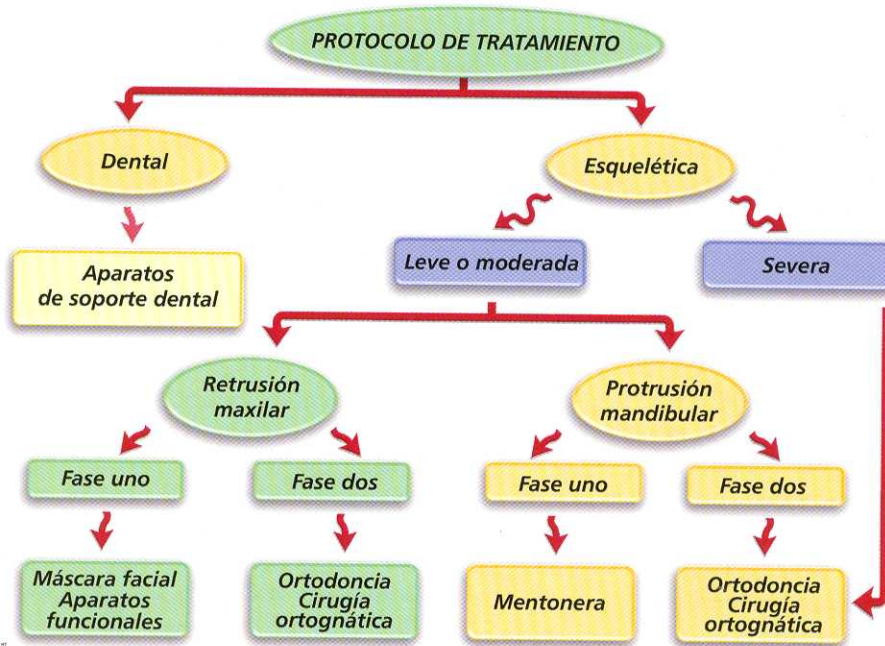 PROTOCOLO DE TRATAMIENTO
Dental
Esquelética
Aparatos
de soporte dental
Leve o moderada
Severa
Retrusión
maxilar
Protrusión
mandibular
Fase uno
Fase dos
Fase uno
Fase dos
Máscara facial
Aparatos
funcionales
Ortodoncia
Cirugía
ortognática
Mentonera
Ortodoncia
Cirugía
ortognática